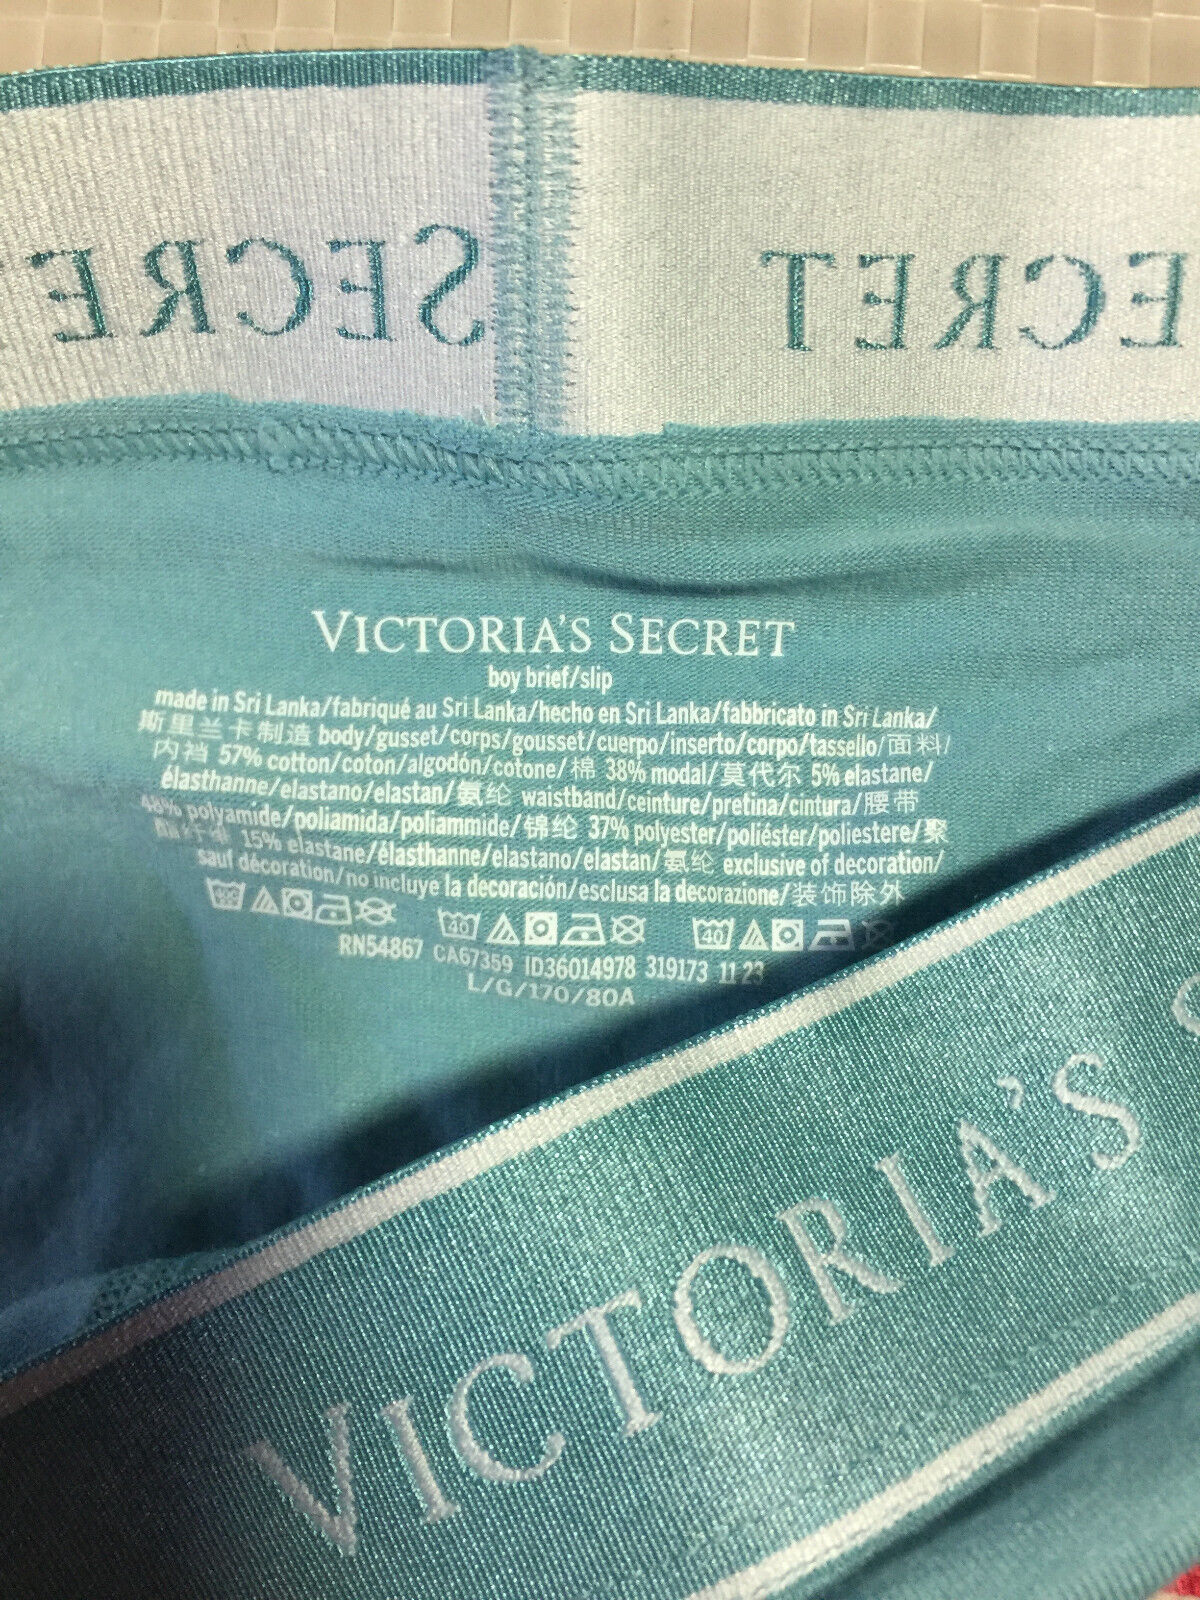 SECRE
ECRET
VICTORIA'S SECRET
boy brief/slip
made in Sri Lanka/fabriqué au Sri Lanka/hecho en Sri Lanka/fabbricato in Sri Lanka/
斯里兰卡制造 body/gusset/corps/gousset/cuerpo/inserto/corpo/tassello/面料/
内裆 57% cotton/coton/algodón/cotone/棉 38% modal/莫代尔 5% elastane/
élasthanne/elastano/elastan/氨纶 waistband/ceinture/pretina/cintura/腰带
48% polyamide/poliamida/poliammide/锦纶 37% polyester/poliéster/poliestere/聚
酯纤维 15% elastane/élasthanne/elastano/elastan/氨纶 exclusive of decoration/
sauf décoration/no incluye la decoración/esclusa la decorazione/装饰除外
40 40
RN54867 CA67359 ID36014978 319173 11 23
L/G/170/80A
VICTORIA'S